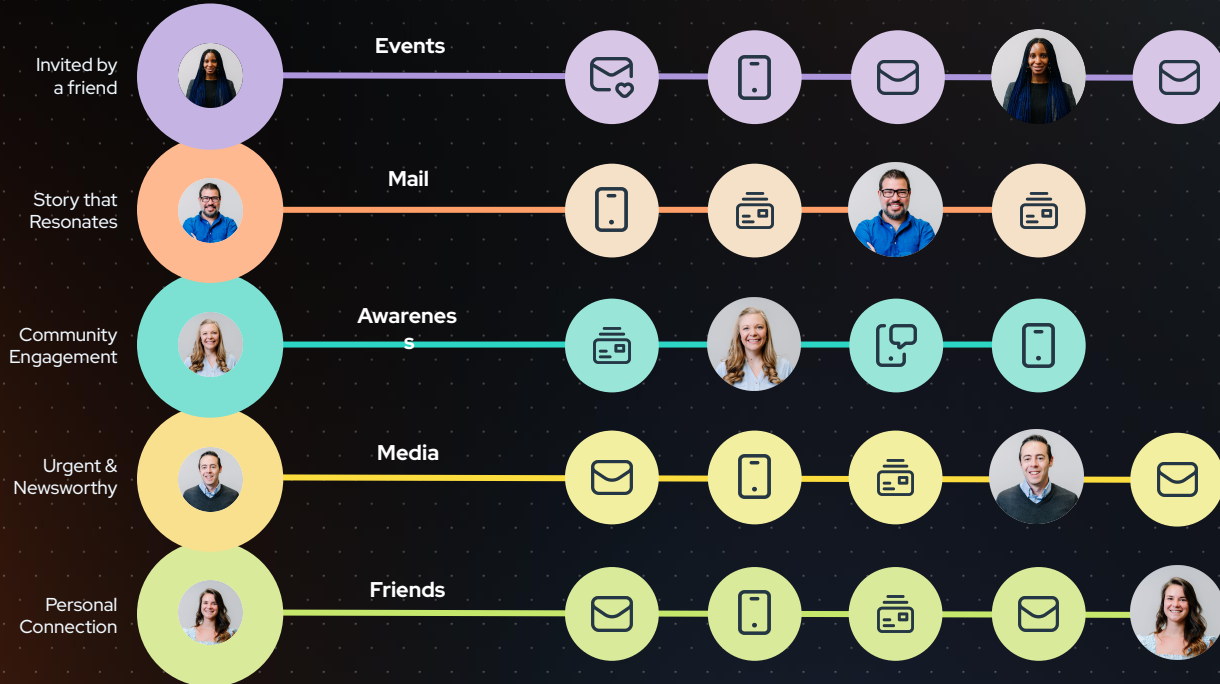 Invited by
a friend
Events
Story that
Resonates
Mail
Community
Engagement
Awarenes
s
Urgent &
Newsworthy
Media
Personal
Connection
Friends